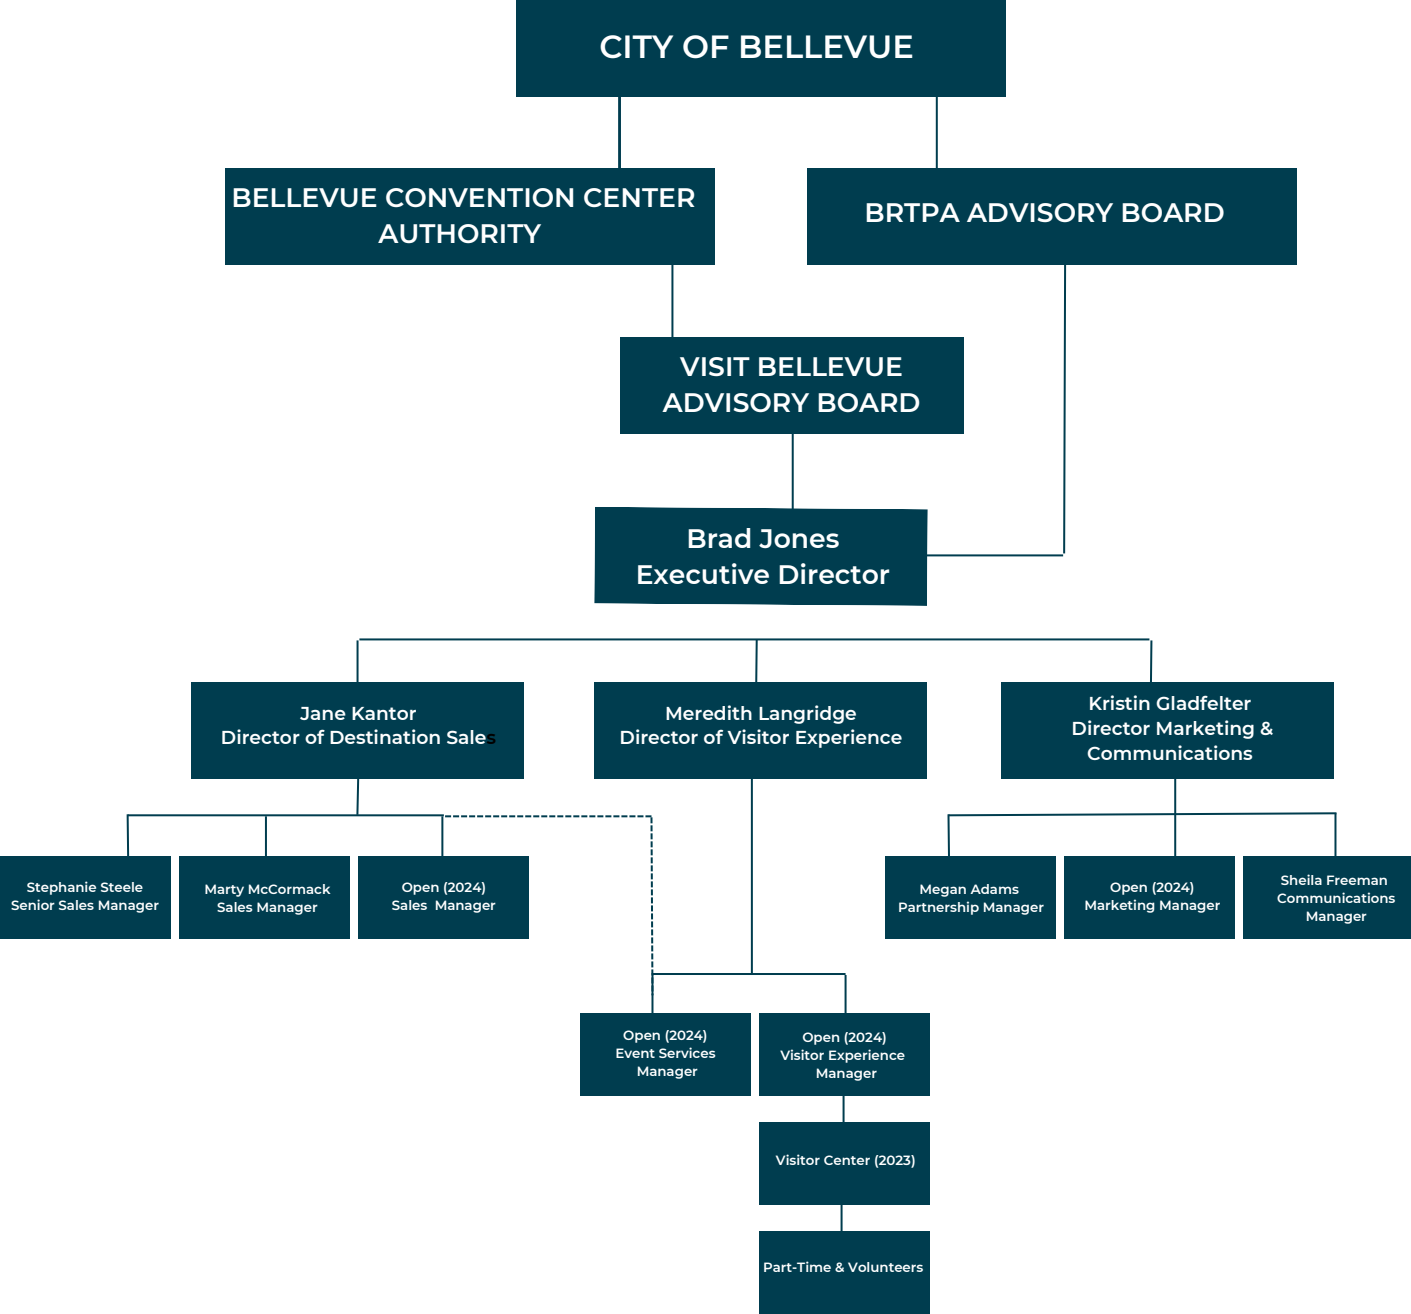 CITY OF BELLEVUE
BELLEVUE CONVENTION CENTER
AUTHORITY
BRTPA ADVISORY BOARD
VISIT BELLEVUE
ADVISORY BOARD
Brad Jones
Executive Director
Jane Kantor
Director of Destination Sales
Meredith Langridge
Director of Visitor Experience
Kristin Gladfelter
Director Marketing &
Communications
Stephanie Steele
Senior Sales Manager
Marty McCormack
Sales Manager
Open (2024)
Sales  Manager
Megan Adams
Partnership Manager
Open (2024)
Marketing Manager
Sheila Freeman
Communications
Manager
Open (2024)
Event Services
Manager
Open (2024)
Visitor Experience
Manager
Visitor Center (2023)
Part-Time & Volunteers